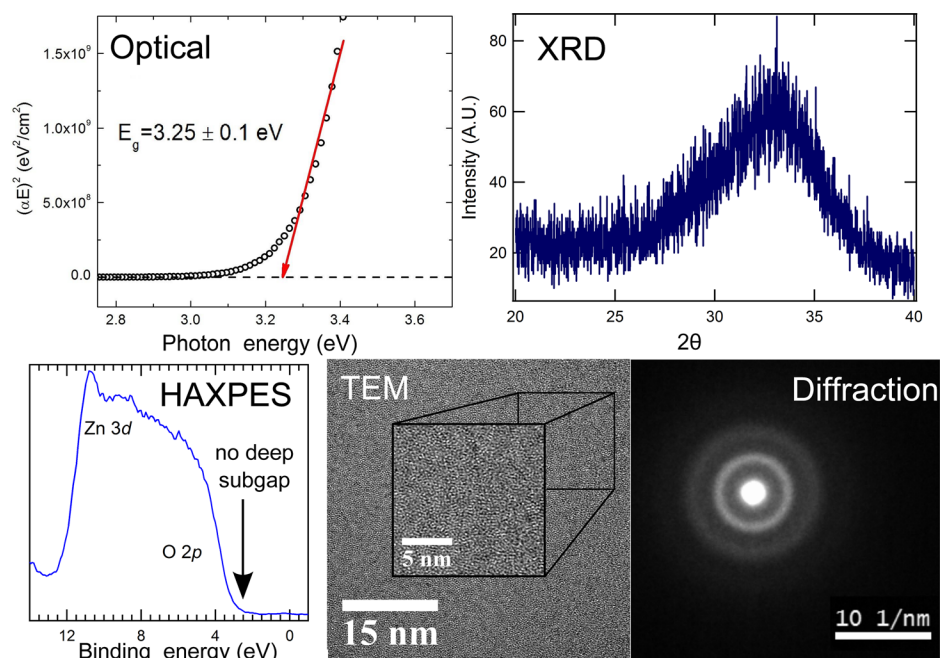 Optical
1.5x10⁹
1.0x10⁹
5.0x10⁸
0.0
(αE)² (eV²/cm²)
E_g=3.25 ± 0.1 eV
2.8 3.0 3.2 3.4 3.6
Photon energy (eV)
XRD
80
60
40
20
Intensity (A.U.)
20 25 30 35 40
2θ
HAXPES
Zn 3d
no deep
subgap
O 2p
12 8 4 0
Binding energy (eV)
TEM
5 nm
15 nm
Diffraction
10 1/nm